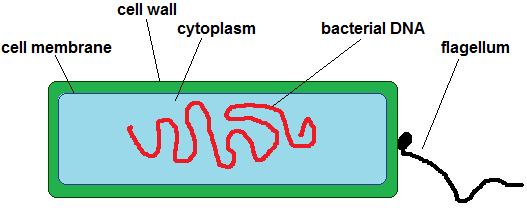 cell wall
cytoplasm
bacterial DNA
cell membrane
flagellum